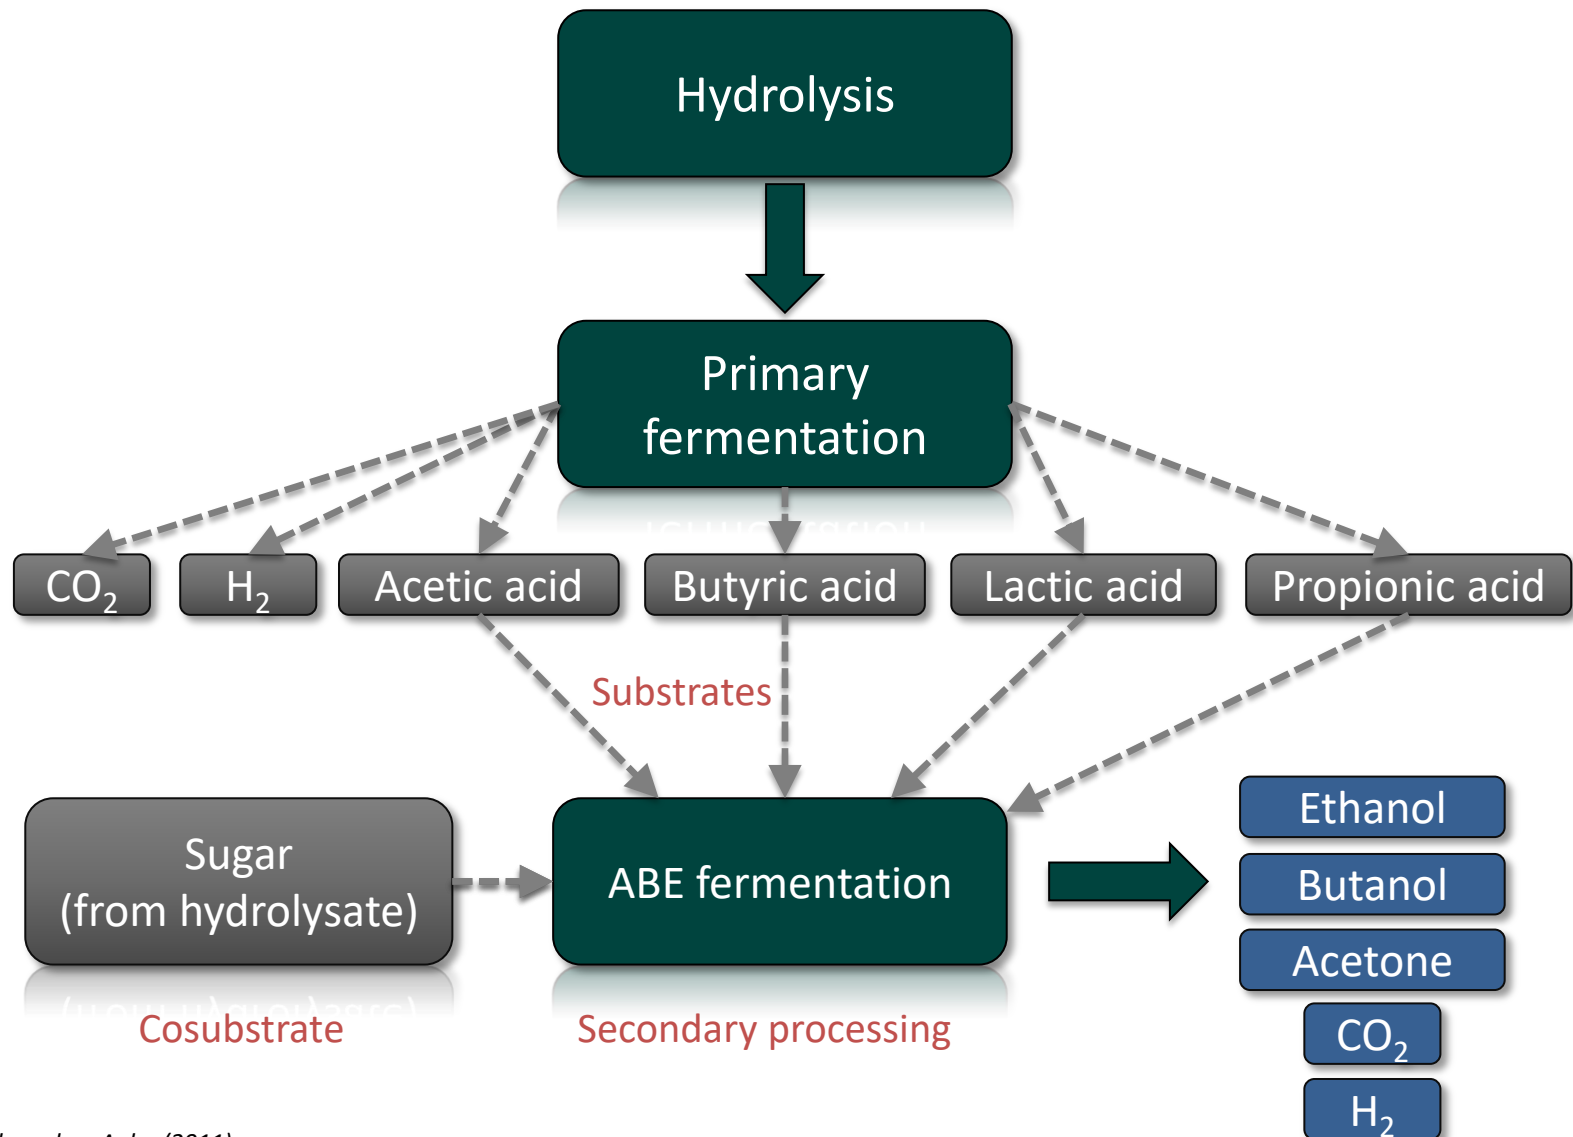 Hydrolysis
Primary
fermentation
CO₂
H₂
Acetic acid
Butyric acid
Lactic acid
Propionic acid
Substrates
Sugar
(from hydrolysate)
ABE fermentation
Ethanol
Butanol
Acetone
CO₂
H₂
Cosubstrate
Secondary processing
(2011)